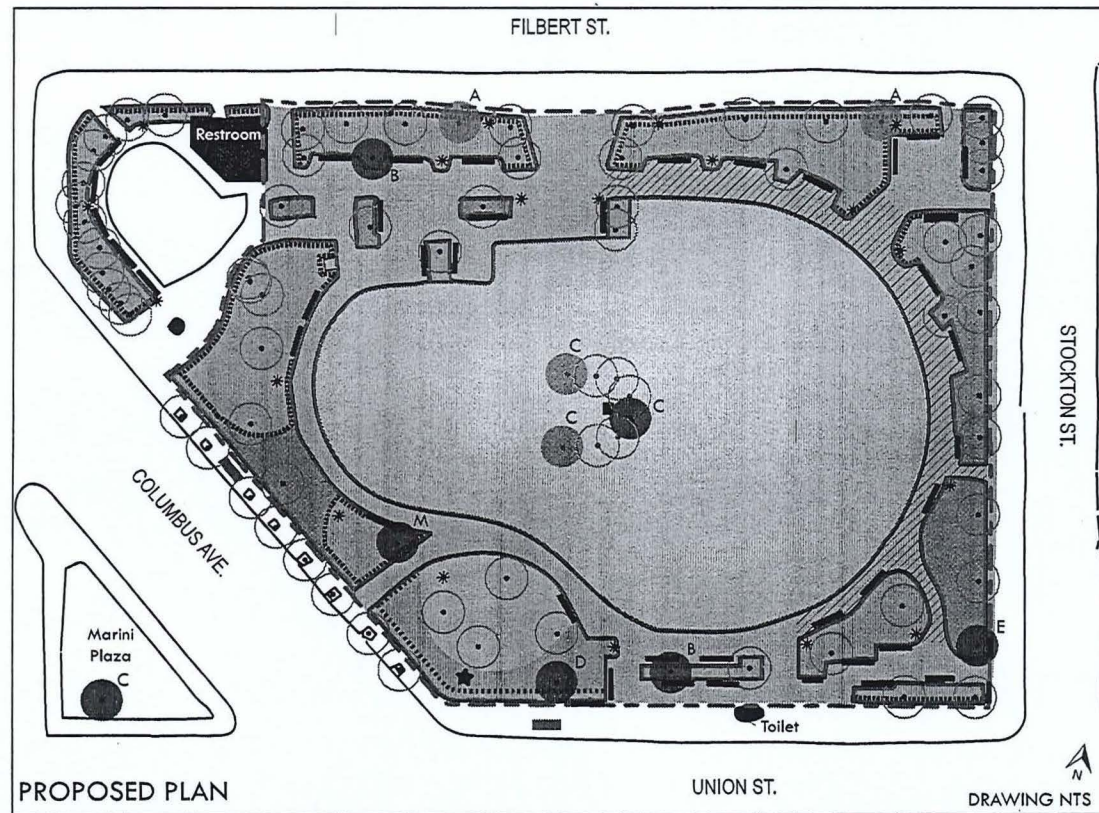 FILBERT ST.
A
A
Restroom
B
C
C
C
STOCKTON ST.
COLUMBUS AVE.
M
Marini
Plaza
C
D
B
E
Toilet
PROPOSED PLAN
UNION ST.
N
DRAWING NTS